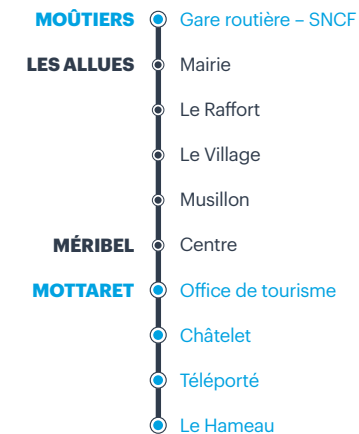 MOÛTIERS Gare routière – SNCF
LES ALLUES Mairie
Le Raffort
Le Village
Musillon
MÉRIBEL Centre
MOTTARET Office de tourisme
Châtelet
Téléporté
Le Hameau